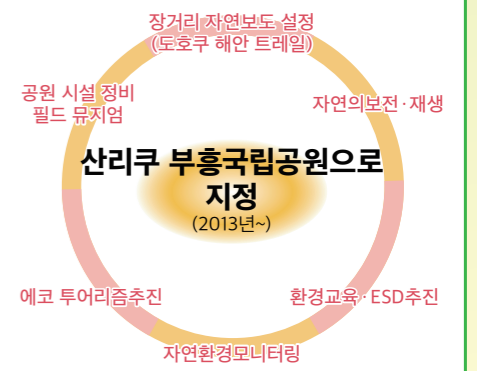 장거리 자연보도 설정
(도호쿠 해안 트레일)
공원 시설 정비
필드 뮤지엄
자연의보전·재생
산리쿠 부흥국립공원으로
지정
(2013년~)
에코 투어리즘추진
환경교육·ESD추진
자연환경모니터링